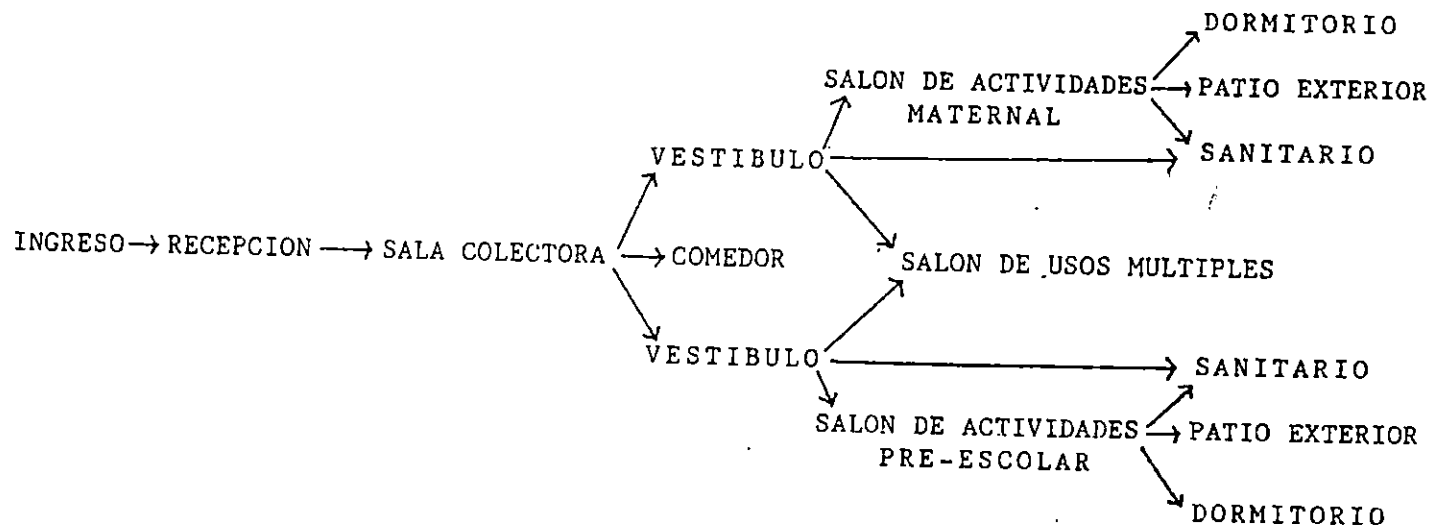 DORMITORIO
SALON DE ACTIVIDADES
MATERNAL
PATIO EXTERIOR
VESTIBULO
SANITARIO
INGRESO
RECEPCION
SALA COLECTORA
COMEDOR
SALON DE USOS MULTIPLES
VESTIBULO
SANITARIO
SALON DE ACTIVIDADES
PRE-ESCOLAR
PATIO EXTERIOR
DORMITORIO